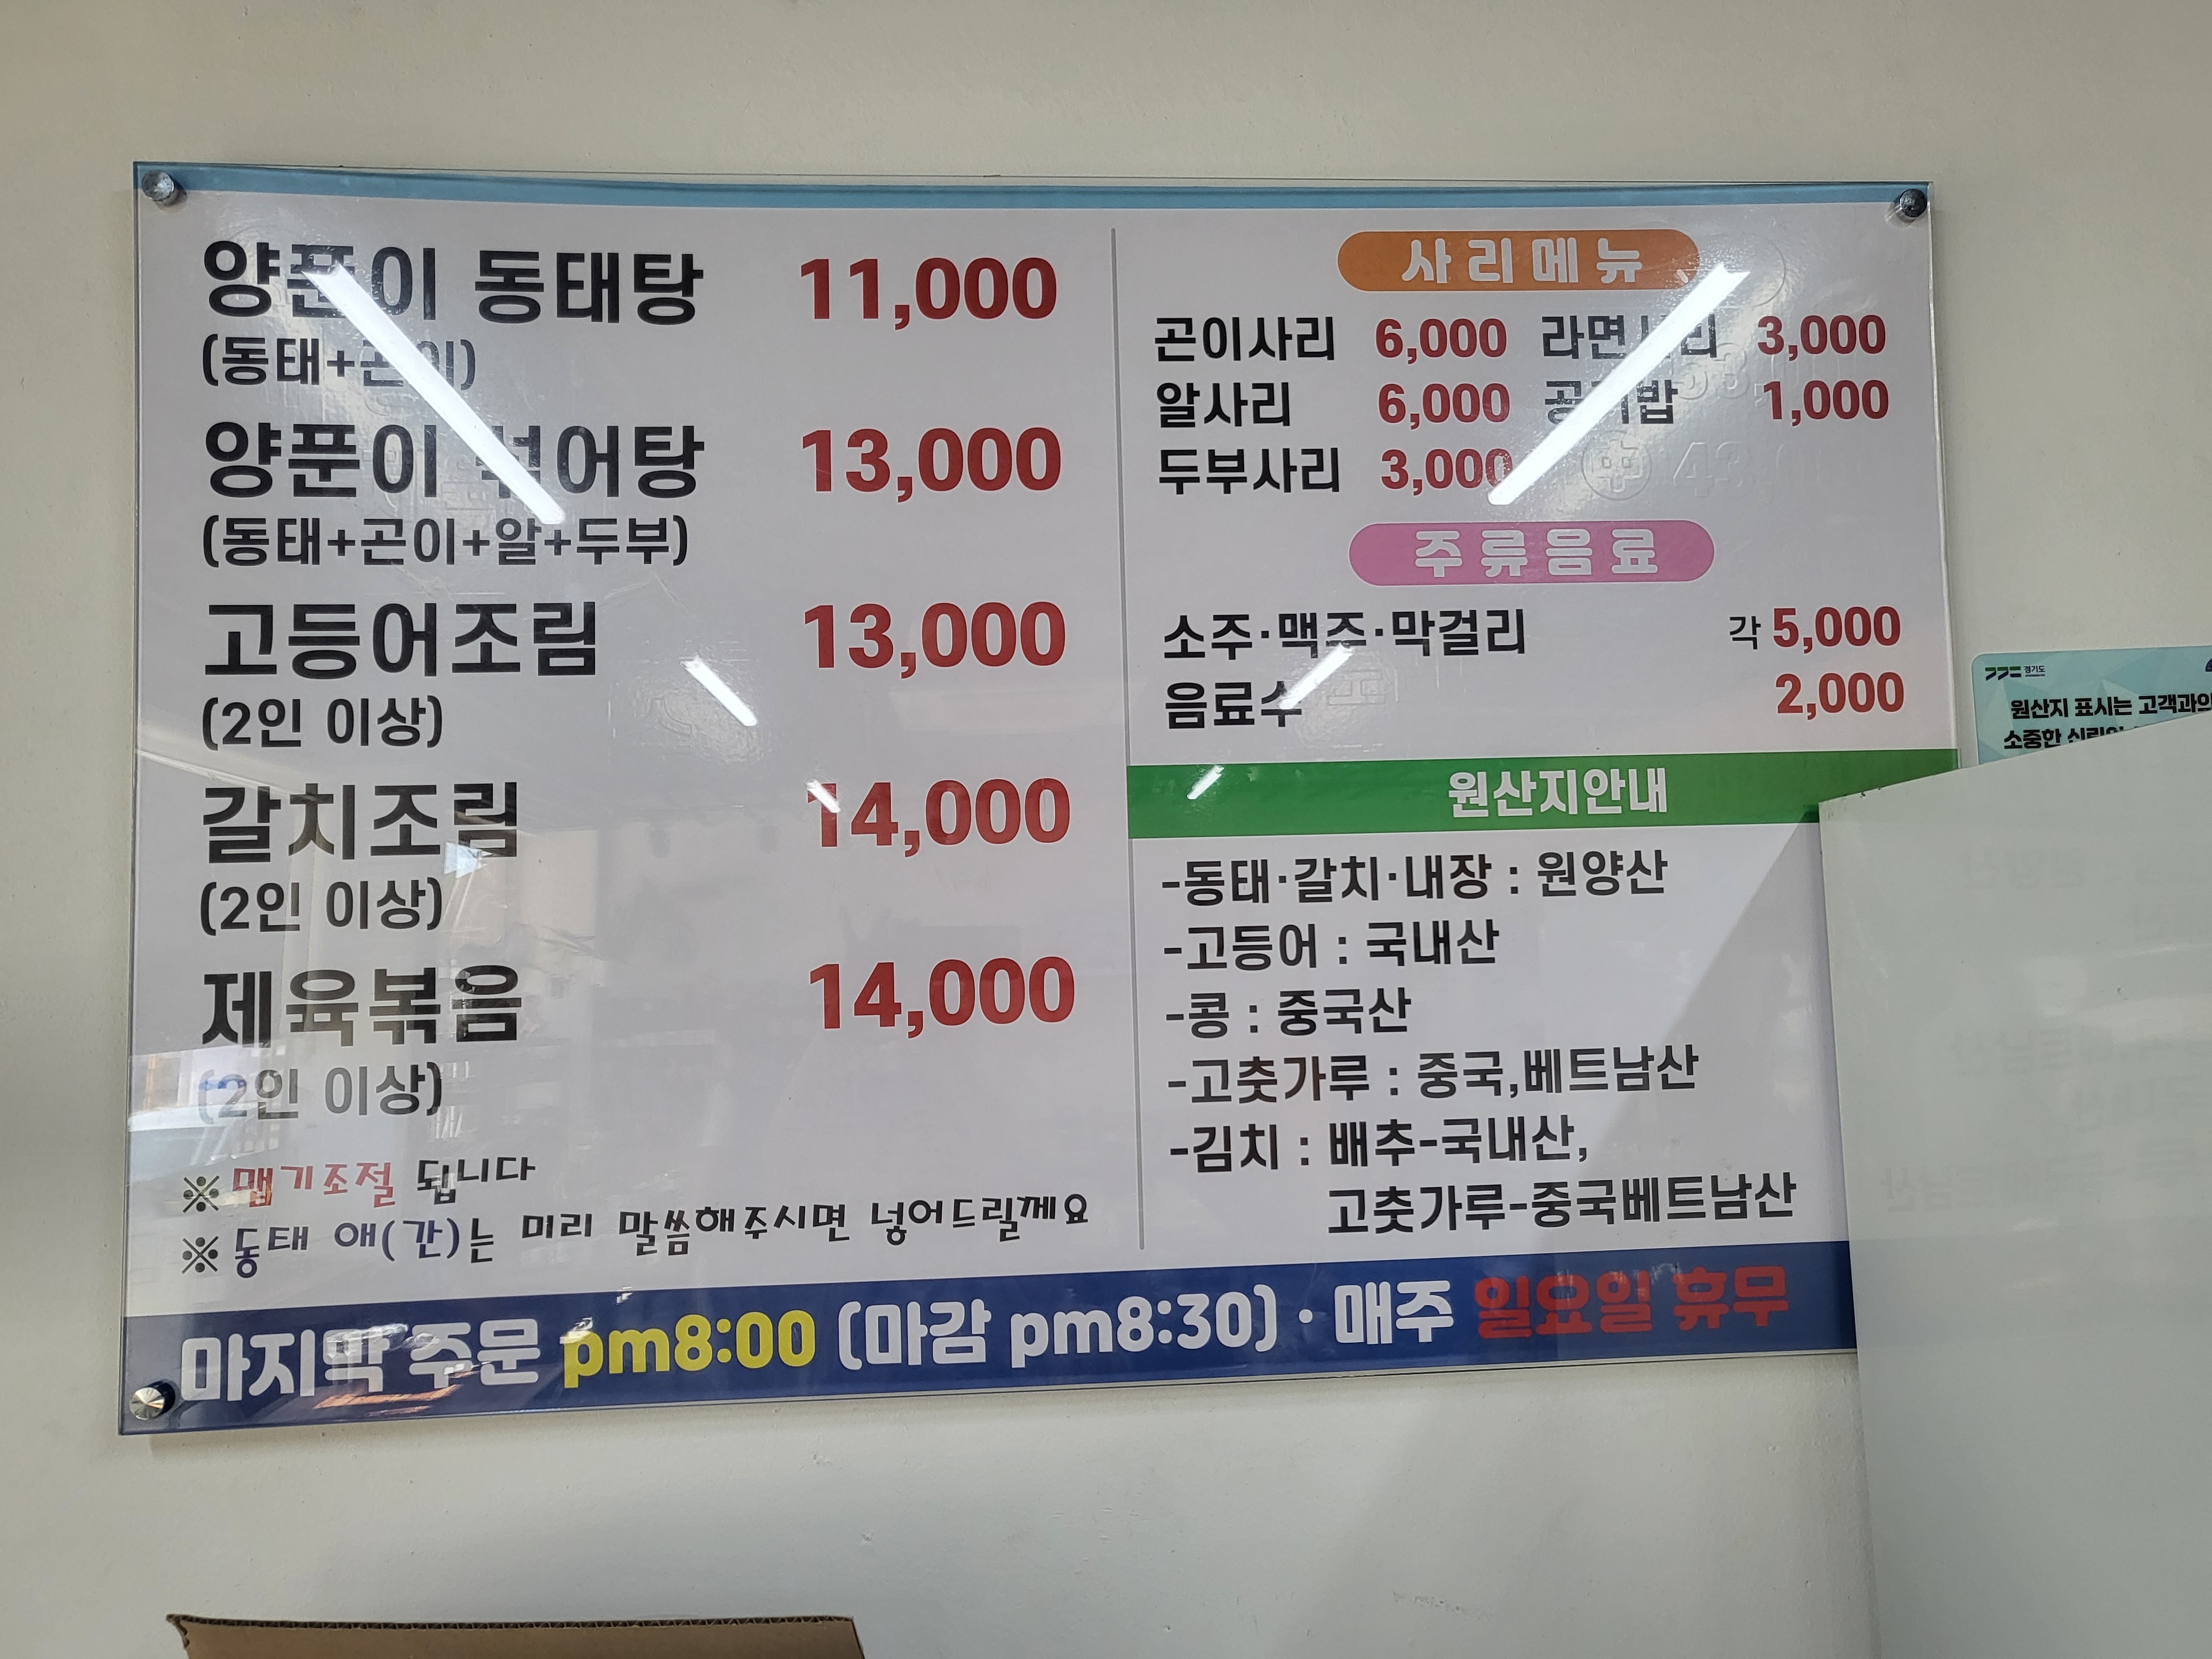 양푼이 동태탕 11,000
(동태+곤이)
양푼이 섞어탕 13,000
(동태+곤이+알+두부)
고등어조림 13,000
(2인 이상)
갈치조림 14,000
(2인 이상)
제육볶음 14,000
(2인 이상)
※맵기조절 됩니다
※동태 애(간)는 미리 말씀해주시면 넣어드릴께요
사리메뉴
곤이사리 6,000 라면사리 3,000
알사리 6,000 공기밥 1,000
두부사리 3,000
주류음료
소주·맥주·막걸리 각 5,000
음료수 2,000
원산지안내
-동태·갈치·내장 : 원양산
-고등어 : 국내산
-콩 : 중국산
-고춧가루 : 중국,베트남산
-김치 : 배추-국내산,
고춧가루-중국베트남산
마지막 주문 pm8:00 (마감 pm8:30) · 매주 일요일 휴무
경기도
원산지 표시는 고객과의
소중한